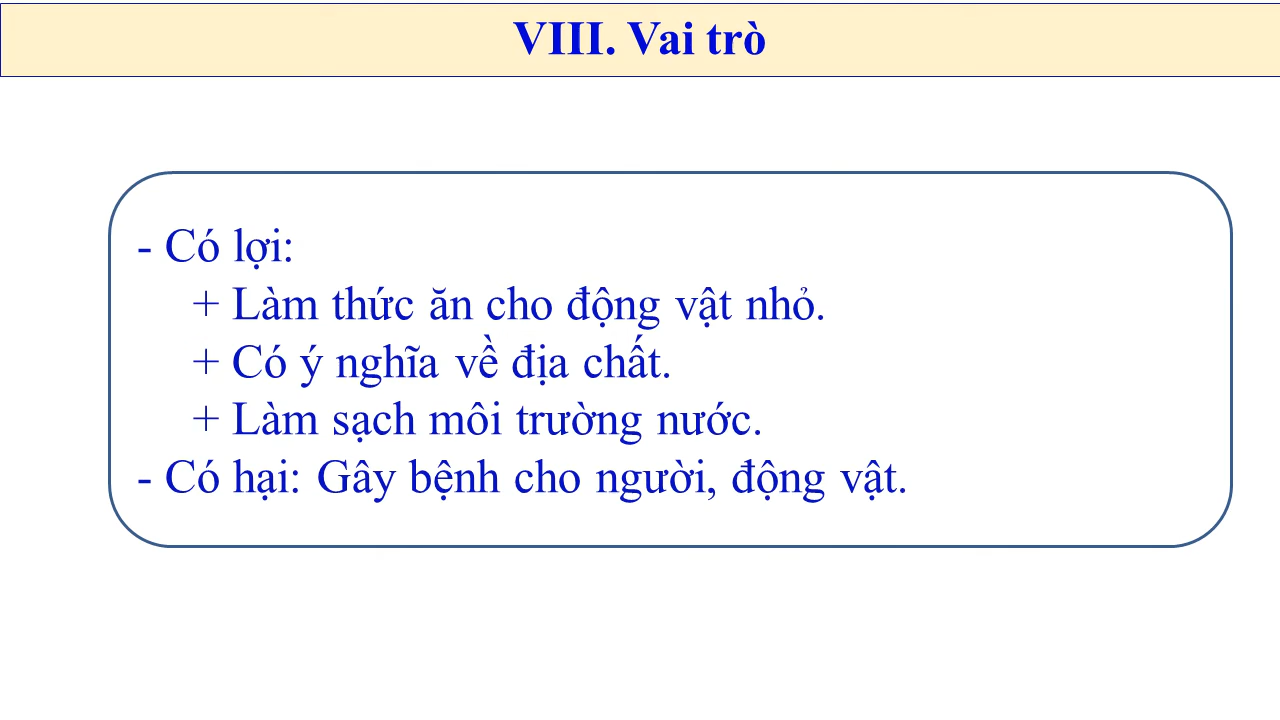 VIII. Vai trò
- Có lợi:
+ Làm thức ăn cho động vật nhỏ.
+ Có ý nghĩa về địa chất.
+ Làm sạch môi trường nước.
- Có hại: Gây bệnh cho người, động vật.